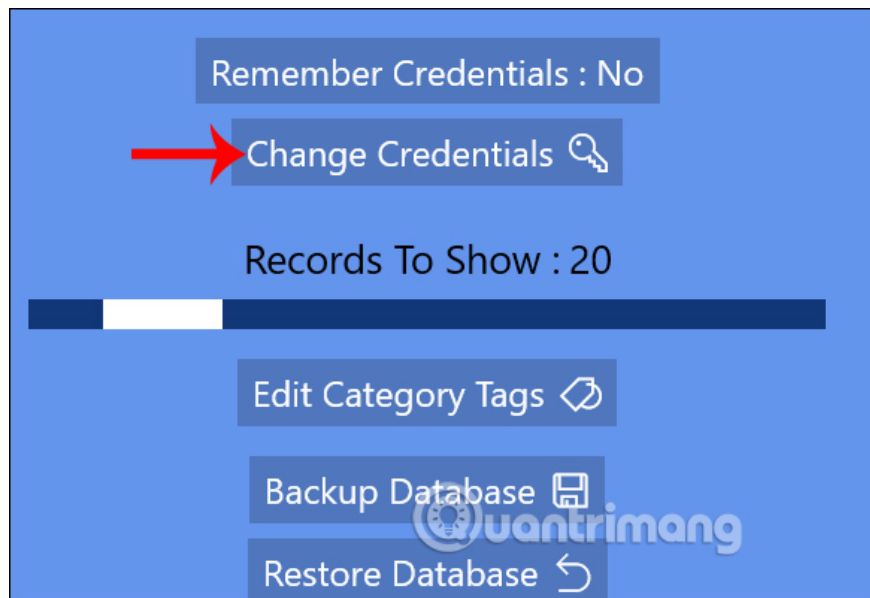 Remember Credentials : No
Change Credentials
Records To Show : 20
Edit Category Tags
Backup Database
Quantrimang
Restore Database